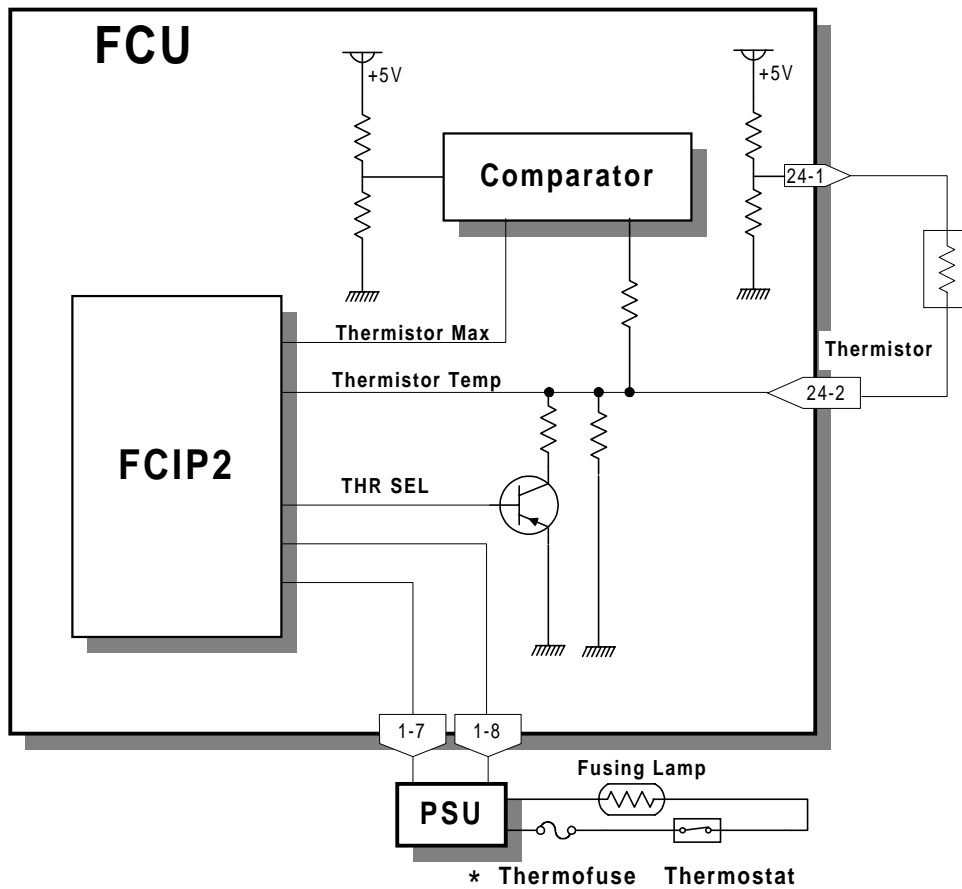 FCU
+5V
+5V
Comparator
24-1
Thermistor Max
Thermistor
Thermistor Temp
24-2
FCIP2
THR SEL
1-7
1-8
Fusing Lamp
PSU
* Thermofuse Thermostat